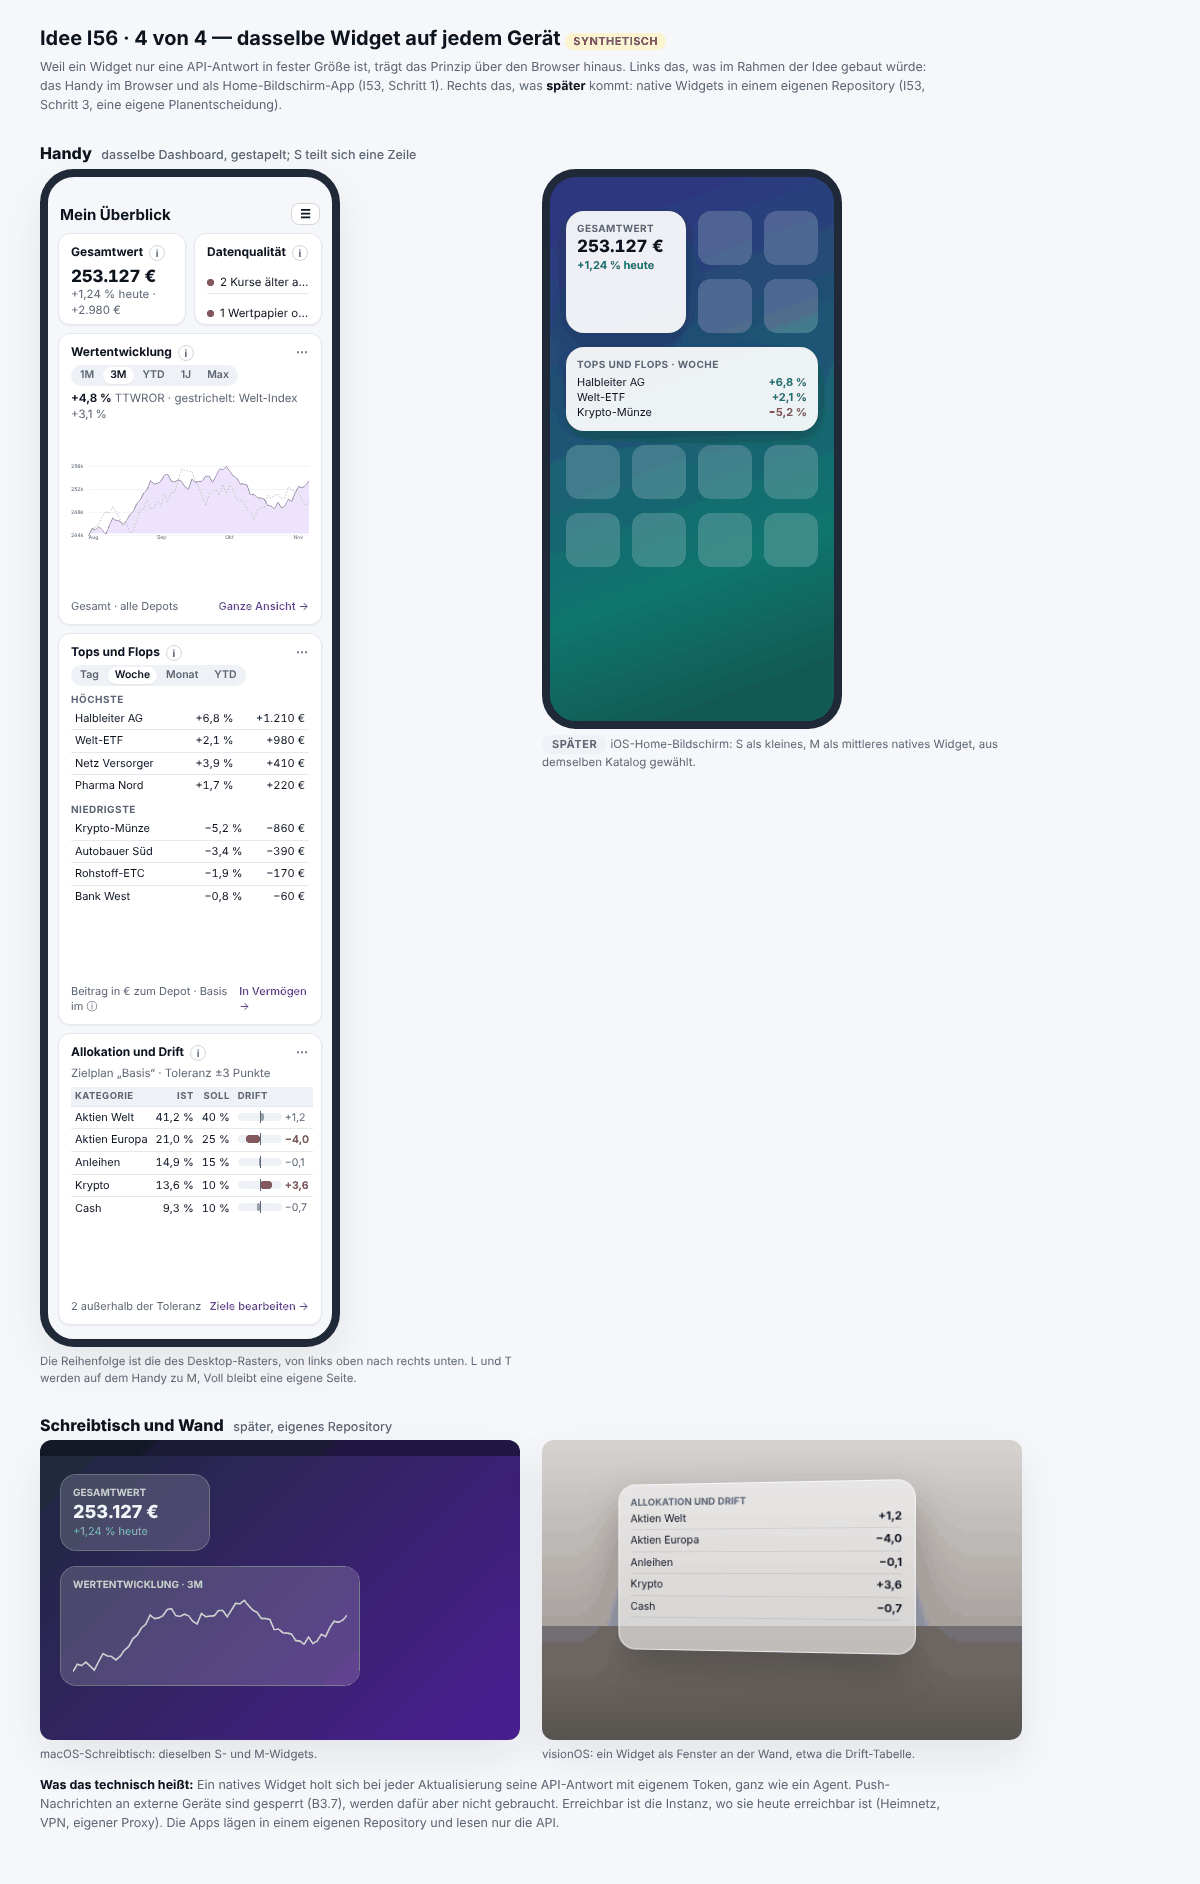 Idee I56 · 4 von 4 — dasselbe Widget auf jedem Gerät SYNTHETISCH
Weil ein Widget nur eine API-Antwort in fester Größe ist, trägt das Prinzip über den Browser hinaus. Links das, was im Rahmen der Idee gebaut würde:
das Handy im Browser und als Home-Bildschirm-App (I53, Schritt 1). Rechts das, was später kommt: native Widgets in einem eigenen Repository (I53,
Schritt 3, eine eigene Planentscheidung).
Handy dasselbe Dashboard, gestapelt; S teilt sich eine Zeile
Mein Überblick ☰
Gesamtwert i
253.127 €
+1,24 % heute ·
+2.980 €
Datenqualität i
2 Kurse älter a...
1 Wertpapier o...
Wertentwicklung i ···
1M 3M YTD 1J Max
+4,8 % TTWROR · gestrichelt: Welt-Index
+3,1 %
256k
252k
248k
244k
Aug Sep Okt Nov
Gesamt · alle Depots Ganze Ansicht →
Tops und Flops i ···
Tag Woche Monat YTD
HÖCHSTE
Halbleiter AG +6,8 % +1.210 €
Welt-ETF +2,1 % +980 €
Netz Versorger +3,9 % +410 €
Pharma Nord +1,7 % +220 €
NIEDRIGSTE
Krypto-Münze −5,2 % −860 €
Autobauer Süd −3,4 % −390 €
Rohstoff-ETC −1,9 % −170 €
Bank West −0,8 % −60 €
Beitrag in € zum Depot · Basis
im ⓘ
In Vermögen
→
Allokation und Drift i ···
Zielplan „Basis“ · Toleranz ±3 Punkte
KATEGORIE IST SOLL DRIFT
Aktien Welt 41,2 % 40 % +1,2
Aktien Europa 21,0 % 25 % −4,0
Anleihen 14,9 % 15 % −0,1
Krypto 13,6 % 10 % +3,6
Cash 9,3 % 10 % −0,7
2 außerhalb der Toleranz Ziele bearbeiten →
Die Reihenfolge ist die des Desktop-Rasters, von links oben nach rechts unten. L und T
werden auf dem Handy zu M, Voll bleibt eine eigene Seite.
GESAMTWERT
253.127 €
+1,24 % heute
TOPS UND FLOPS · WOCHE
Halbleiter AG +6,8 %
Welt-ETF +2,1 %
Krypto-Münze −5,2 %
SPÄTER iOS-Home-Bildschirm: S als kleines, M als mittleres natives Widget, aus
demselben Katalog gewählt.
Schreibtisch und Wand später, eigenes Repository
GESAMTWERT
253.127 €
+1,24 % heute
WERTENTWICKLUNG · 3M
macOS-Schreibtisch: dieselben S- und M-Widgets.
ALLOKATION UND DRIFT
Aktien Welt +1,2
Aktien Europa −4,0
Anleihen −0,1
Krypto +3,6
Cash −0,7
visionOS: ein Widget als Fenster an der Wand, etwa die Drift-Tabelle.
Was das technisch heißt: Ein natives Widget holt sich bei jeder Aktualisierung seine API-Antwort mit eigenem Token, ganz wie ein Agent. Push-
Nachrichten an externe Geräte sind gesperrt (B3.7), werden dafür aber nicht gebraucht. Erreichbar ist die Instanz, wo sie heute erreichbar ist (Heimnetz,
VPN, eigener Proxy). Die Apps lägen in einem eigenen Repository und lesen nur die API.